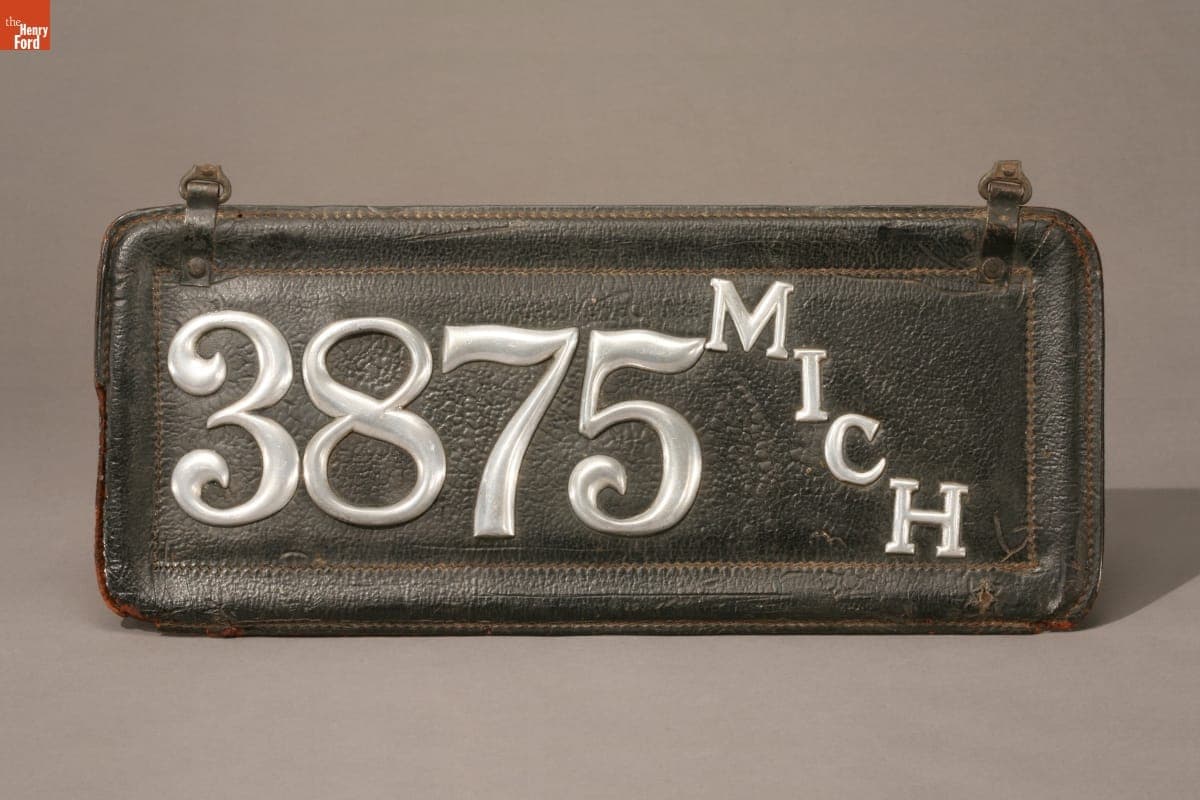 the
Henry
Ford
3875 MICH